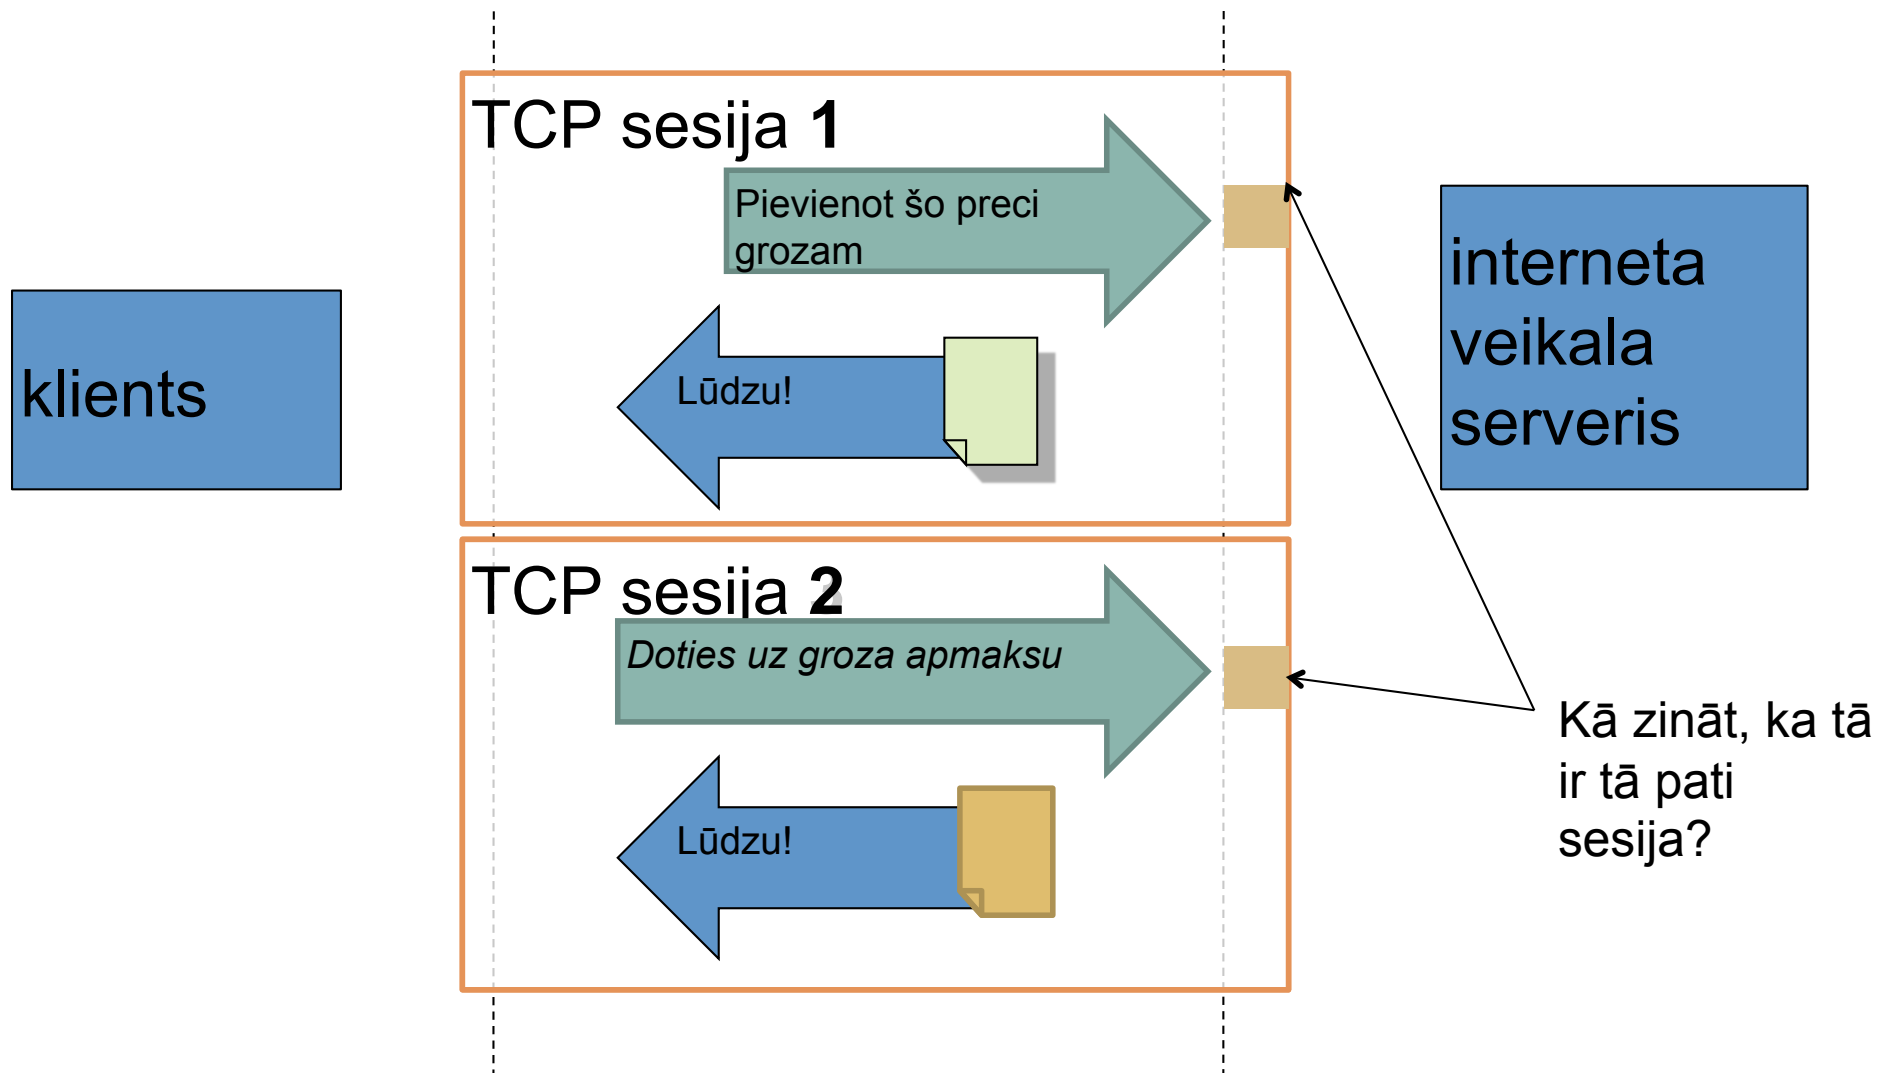 TCP sesija 1
Pievienot šo preci
grozam
Lūdzu!
klients
interneta
veikala
serveris
TCP sesija 2
Doties uz groza apmaksu
Lūdzu!
Kā zināt, ka tā
ir tā pati
sesija?